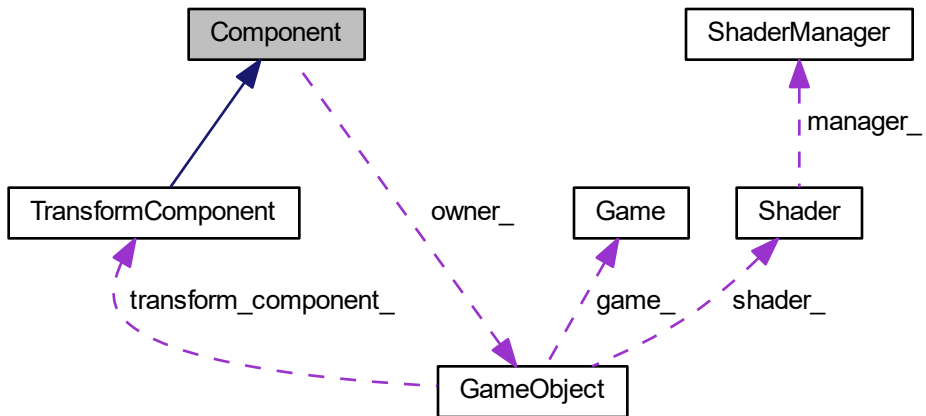 Component
ShaderManager
manager_
TransformComponent
owner_
Game
Shader
transform_component_
game_
shader_
GameObject